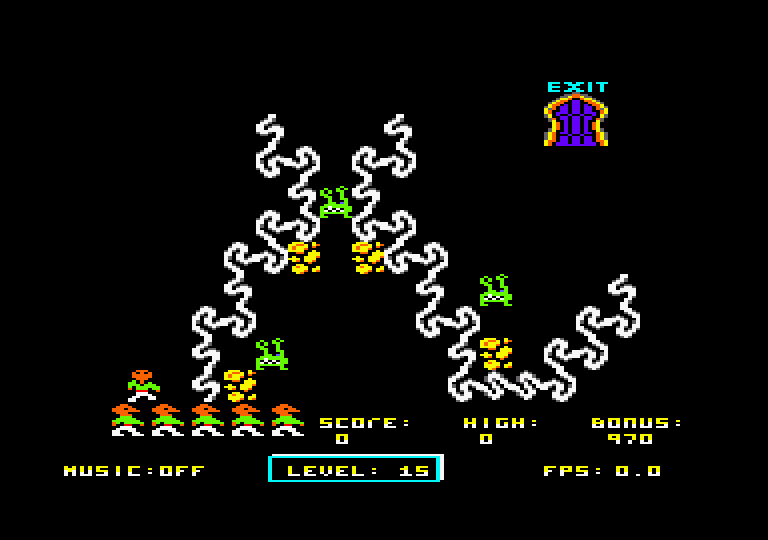 EXIT
SCORE: HIGH: BONUS:
0 0 970
MUSIC:OFF LEVEL: 15 FPS: 0.0